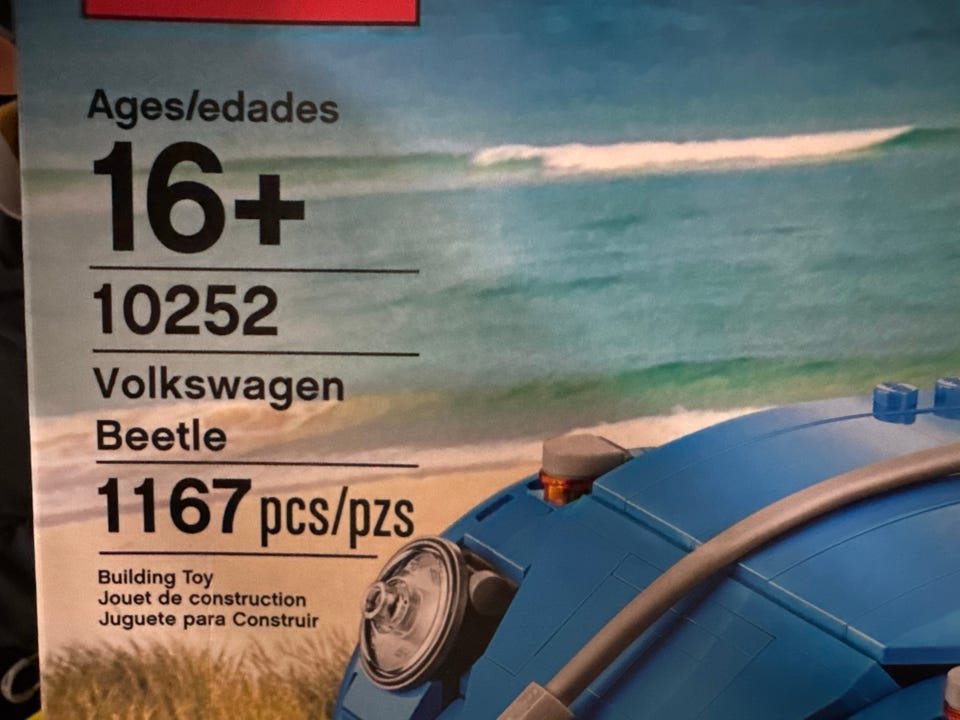 Ages/edades
16+
10252
Volkswagen
Beetle
1167 pcs/pzs
Building Toy
Jouet de construction
Juguete para Construir